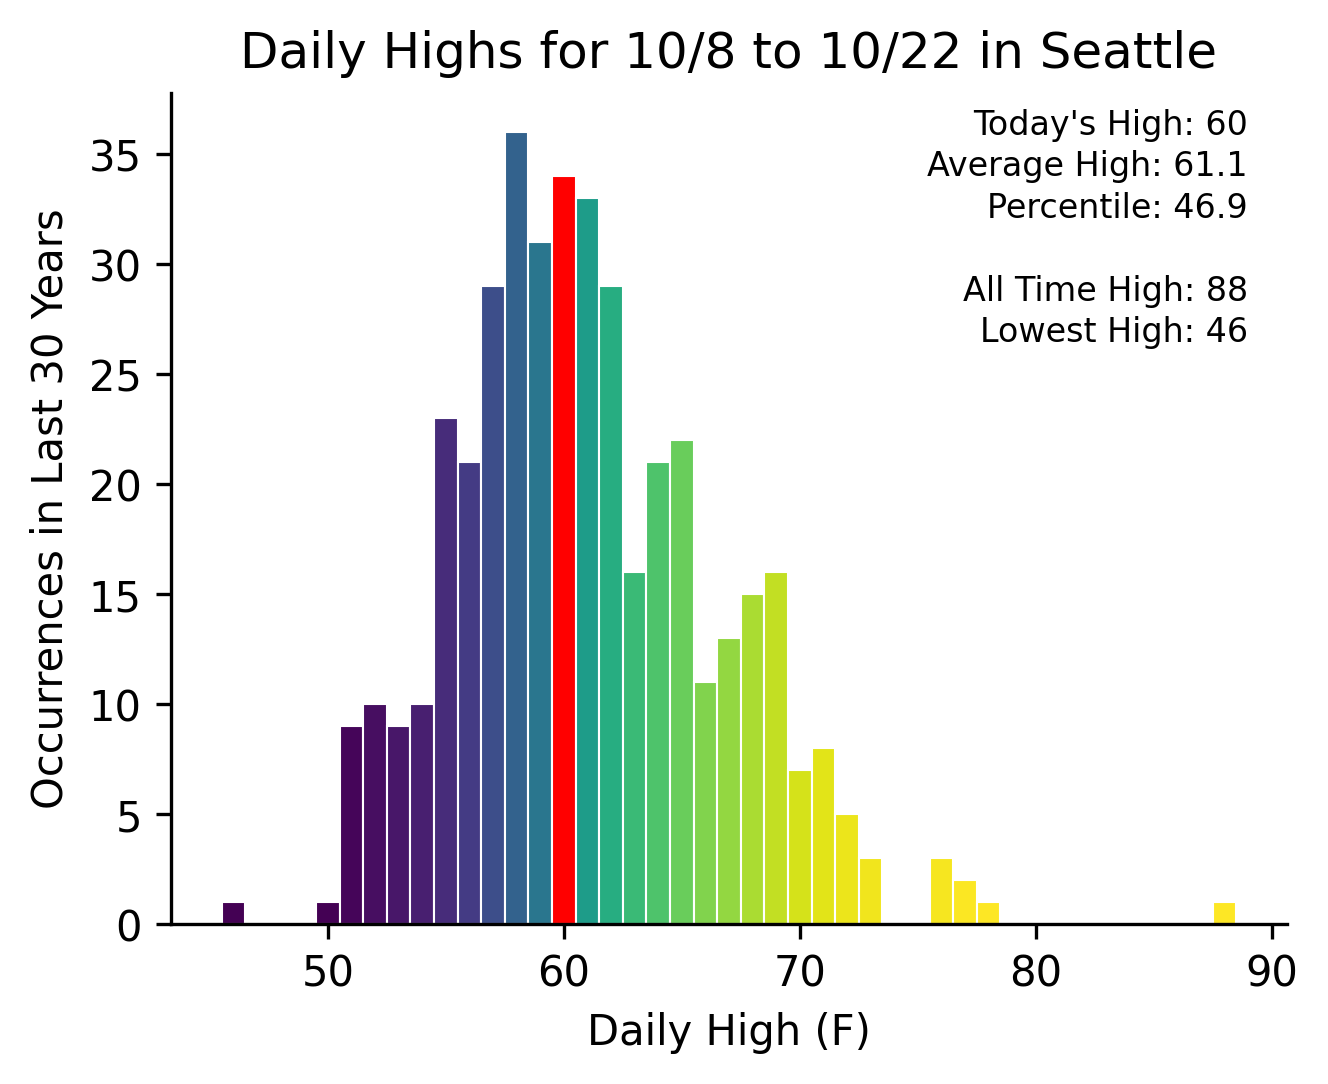 Daily Highs for 10/8 to 10/22 in Seattle
Today's High: 60
Average High: 61.1
Percentile: 46.9
All Time High: 88
Lowest High: 46
Occurrences in Last 30 Years
35
30
25
20
15
10
5
0
50 60 70 80 90
Daily High (F)